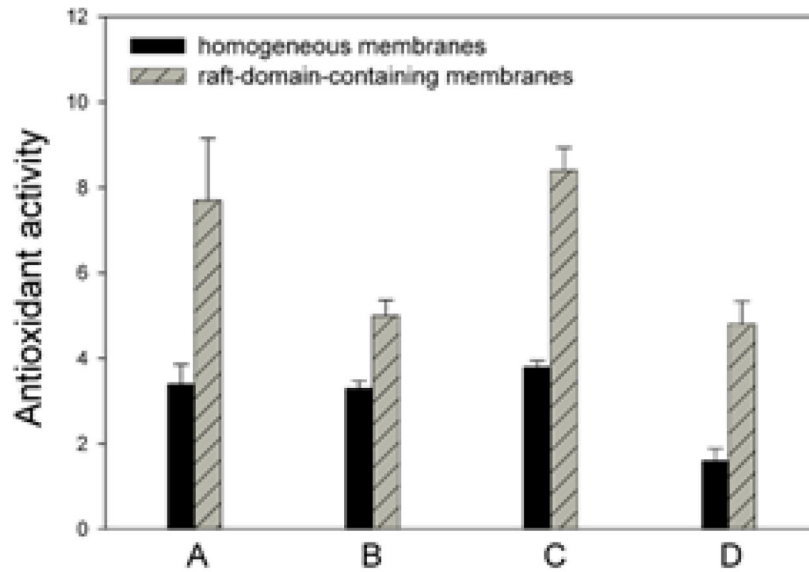 12
homogeneous membranes
raft-domain-containing membranes
10
8
6
4
2
0
Antioxidant activity
A B C D